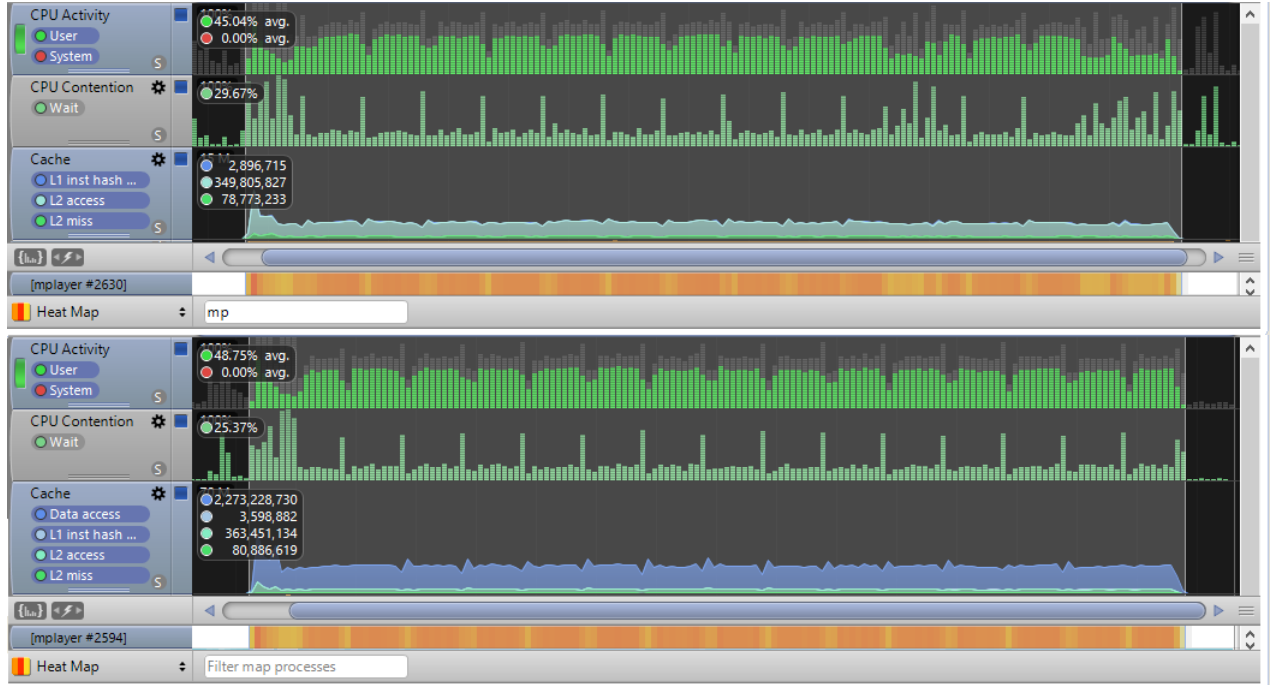 CPU Activity
User
System
S
45.04% avg.
0.00% avg.
CPU Contention
Wait
S
29.67%
Cache
L1 inst hash ...
L2 access
L2 miss
S
2,896,715
349,805,827
78,773,233
[mplayer #2630]
Heat Map
mp
CPU Activity
User
System
S
48.75% avg.
0.00% avg.
CPU Contention
Wait
S
25.37%
Cache
Data access
L1 inst hash ...
L2 access
L2 miss
S
2,273,228,730
3,598,882
363,451,134
80,886,619
[mplayer #2594]
Heat Map
Filter map processes